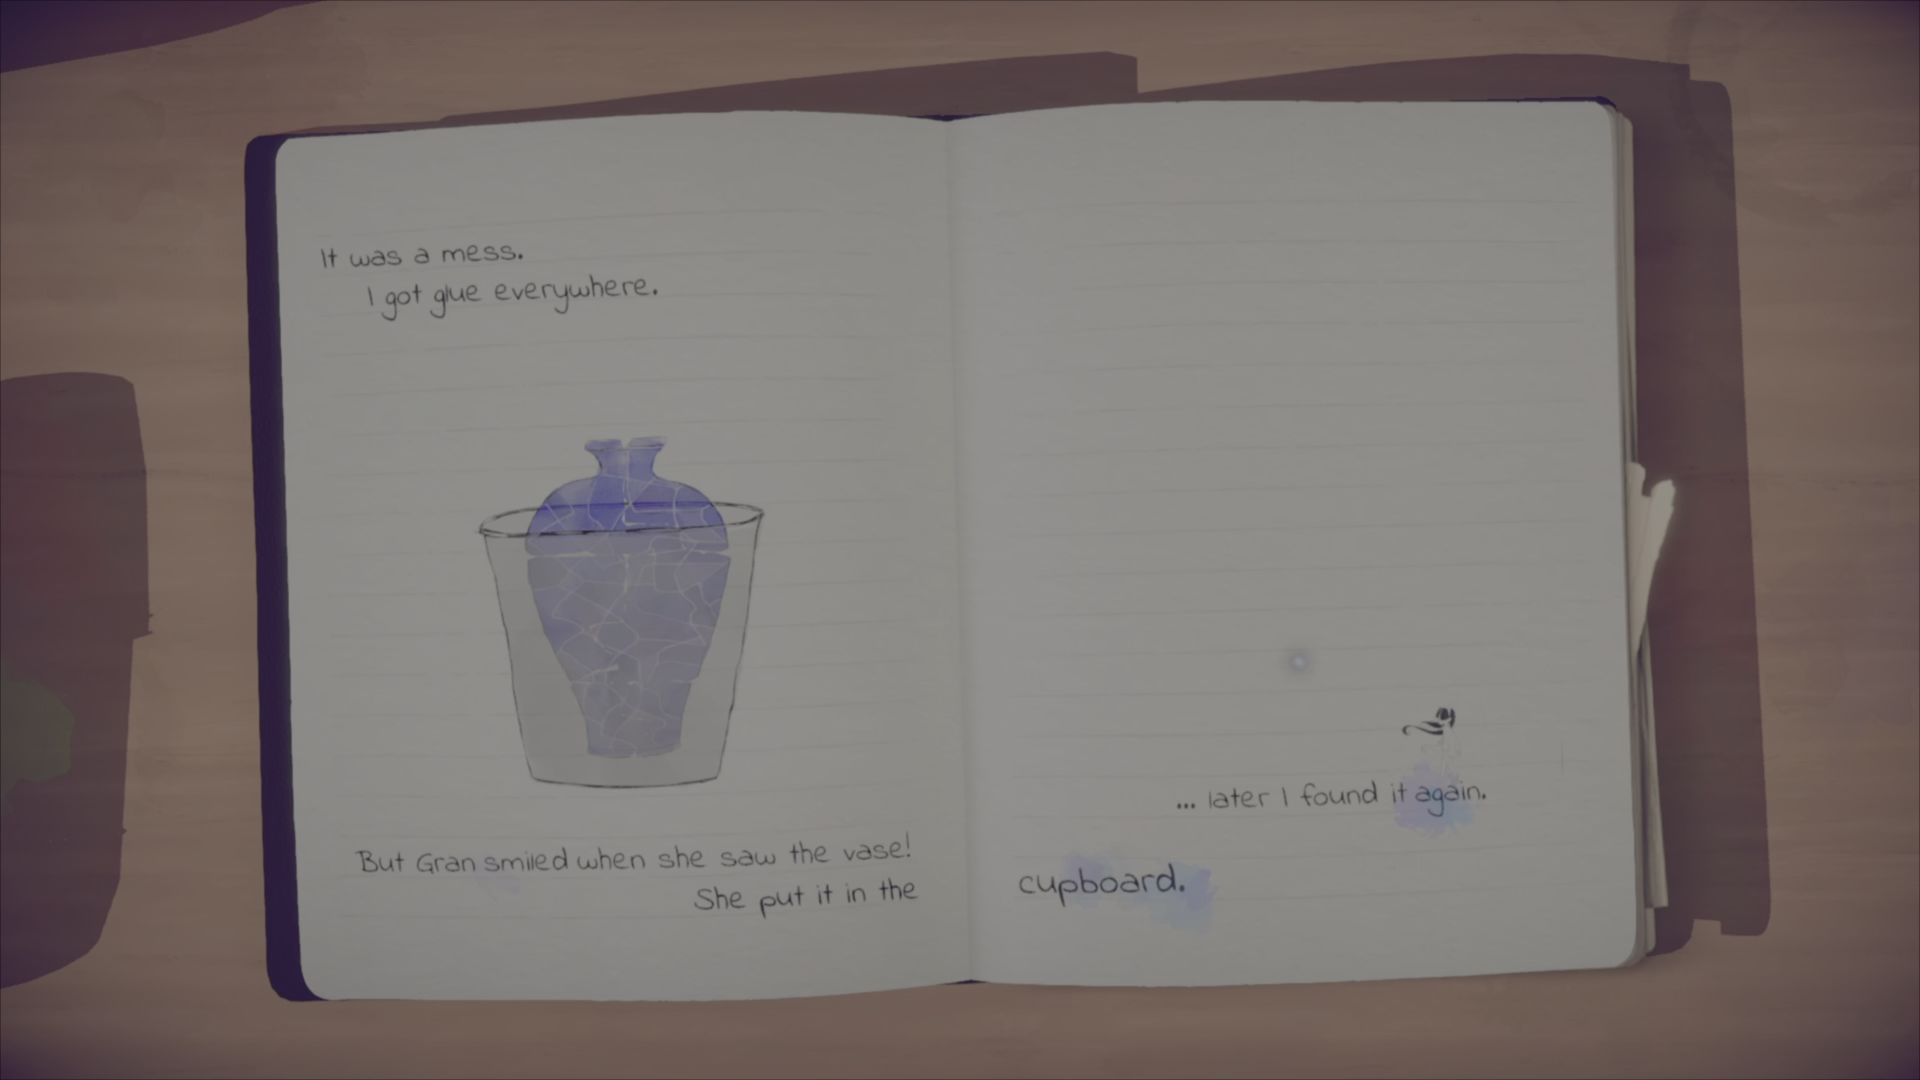 It was a mess.
I got glue everywhere.
But Gran smiled when she saw the vase!
She put it in the
cupboard.
... later I found it again.